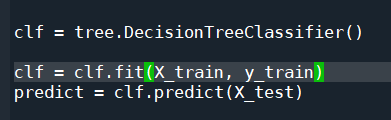 clf = tree.DecisionTreeClassifier()
clf = clf.fit(X_train, y_train)
predict = clf.predict(X_test)